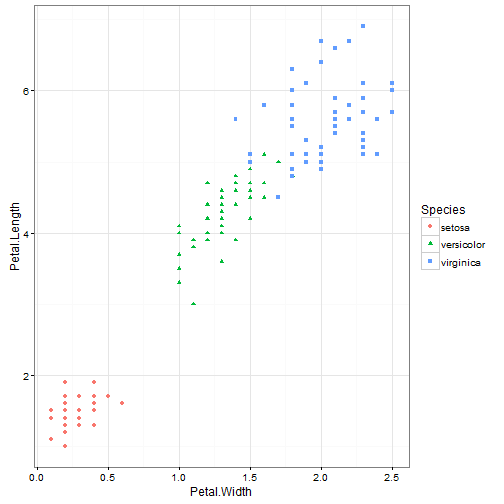 6
4
2
Petal.Length
0.0 0.5 1.0 1.5 2.0 2.5
Petal.Width
Species
setosa
versicolor
virginica